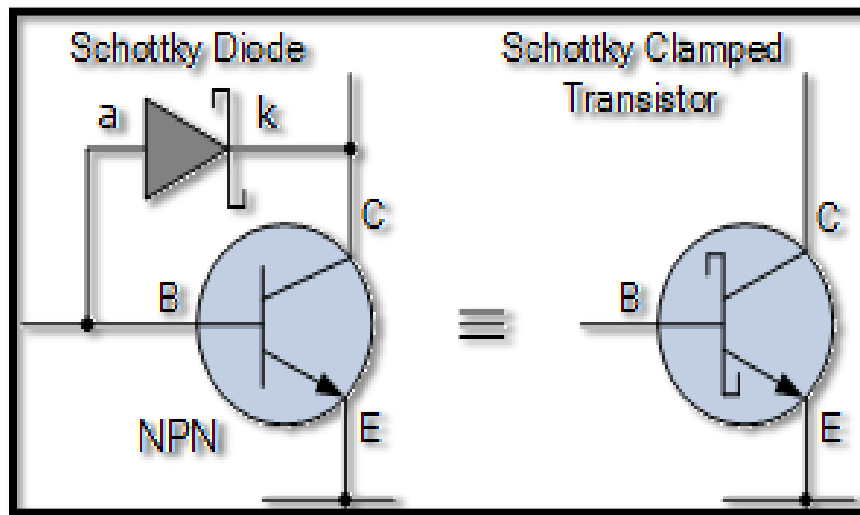 Schottky Diode
a
k
C
B
E
NPN
≡
Schottky Clamped
Transistor
C
B
E